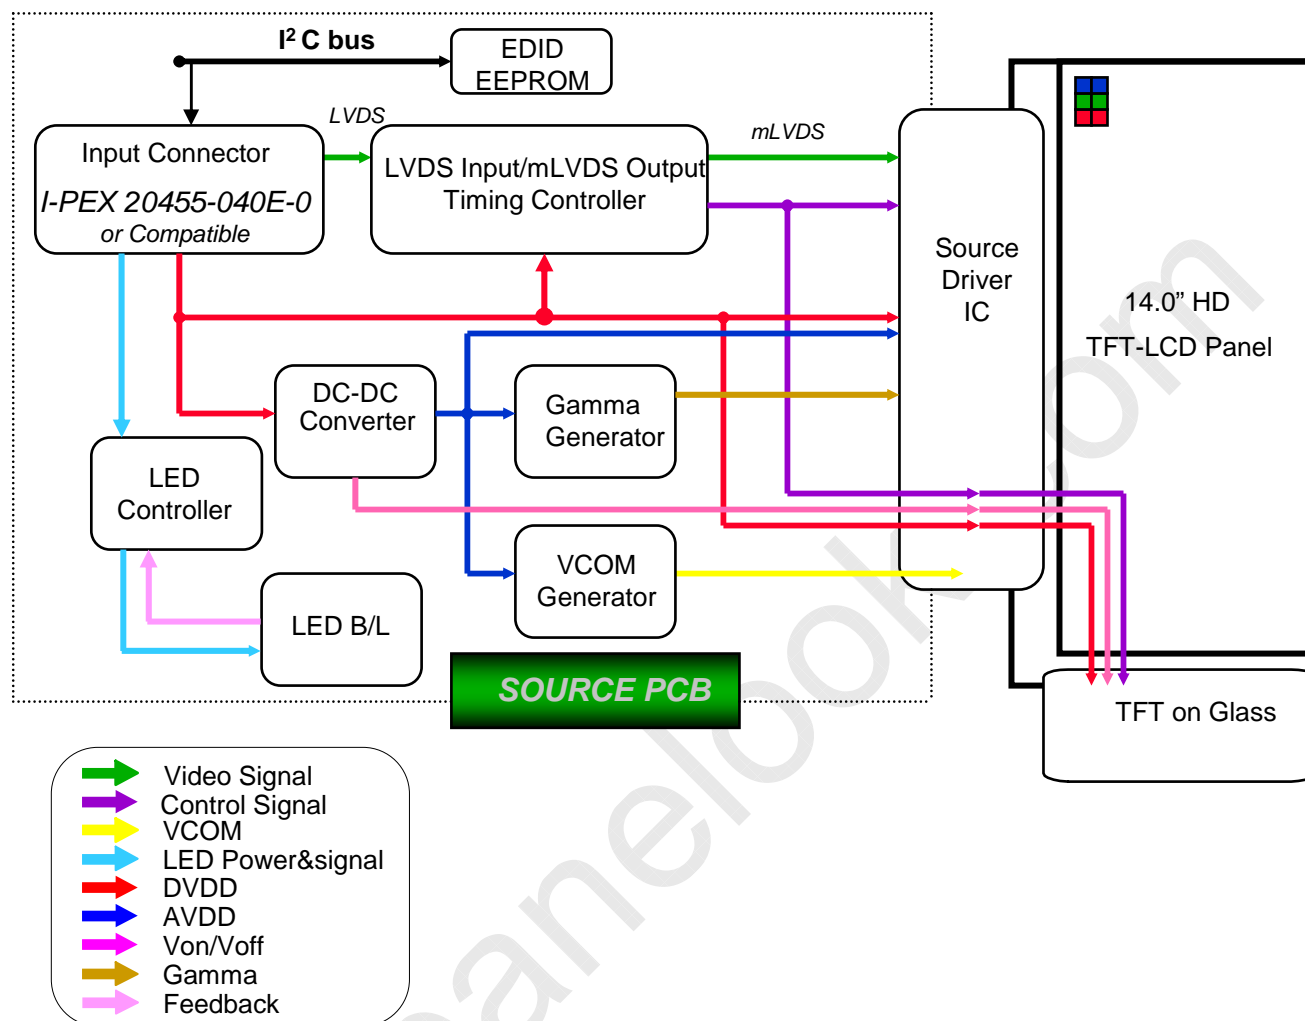 I² C bus
EDID
EEPROM
LVDS
mLVDS
Input Connector
I-PEX 20455-040E-0
or Compatible
LVDS Input/mLVDS Output
Timing Controller
Source
Driver
IC
14.0” HD
TFT-LCD Panel
DC-DC
Converter
Gamma
Generator
LED
Controller
VCOM
Generator
LED B/L
SOURCE PCB
TFT on Glass
Video Signal
Control Signal
VCOM
LED Power&signal
DVDD
AVDD
Von/Voff
Gamma
Feedback
panelook.com